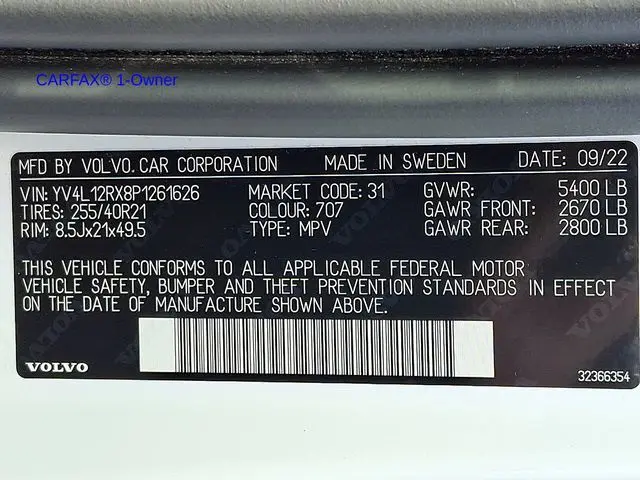 CARFAX® 1-Owner
MFD BY VOLVO.CAR CORPORATION MADE IN SWEDEN DATE: 09/22
VIN: YV4L12RX8P1261626 MARKET CODE: 31 GVWR: 5400 LB
TIRES: 255/40R21 COLOUR: 707 GAWR FRONT: 2670 LB
RIM: 8.5Jx21x49.5 TYPE: MPV GAWR REAR: 2800 LB
THIS VEHICLE CONFORMS TO ALL APPLICABLE FEDERAL MOTOR
VEHICLE SAFETY, BUMPER AND THEFT PREVENTION STANDARDS IN EFFECT
ON THE DATE OF MANUFACTURE SHOWN ABOVE.
VOLVO
32366354